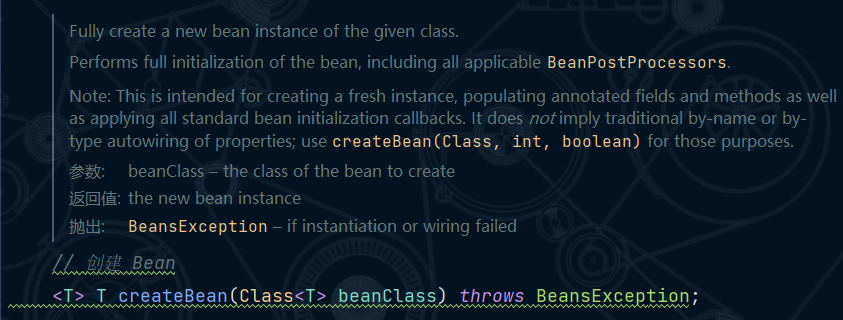 Fully create a new bean instance of the given class.
Performs full initialization of the bean, including all applicable BeanPostProcessors.
Note: This is intended for creating a fresh instance, populating annotated fields and methods as well
as applying all standard bean initialization callbacks. It does not imply traditional by-name or by-
type autowiring of properties; use createBean(Class, int, boolean) for those purposes.
参数: beanClass – the class of the bean to create
返回值: the new bean instance
抛出: BeansException – if instantiation or wiring failed
// 创建 Bean
<T> T createBean(Class<T> beanClass) throws BeansException;